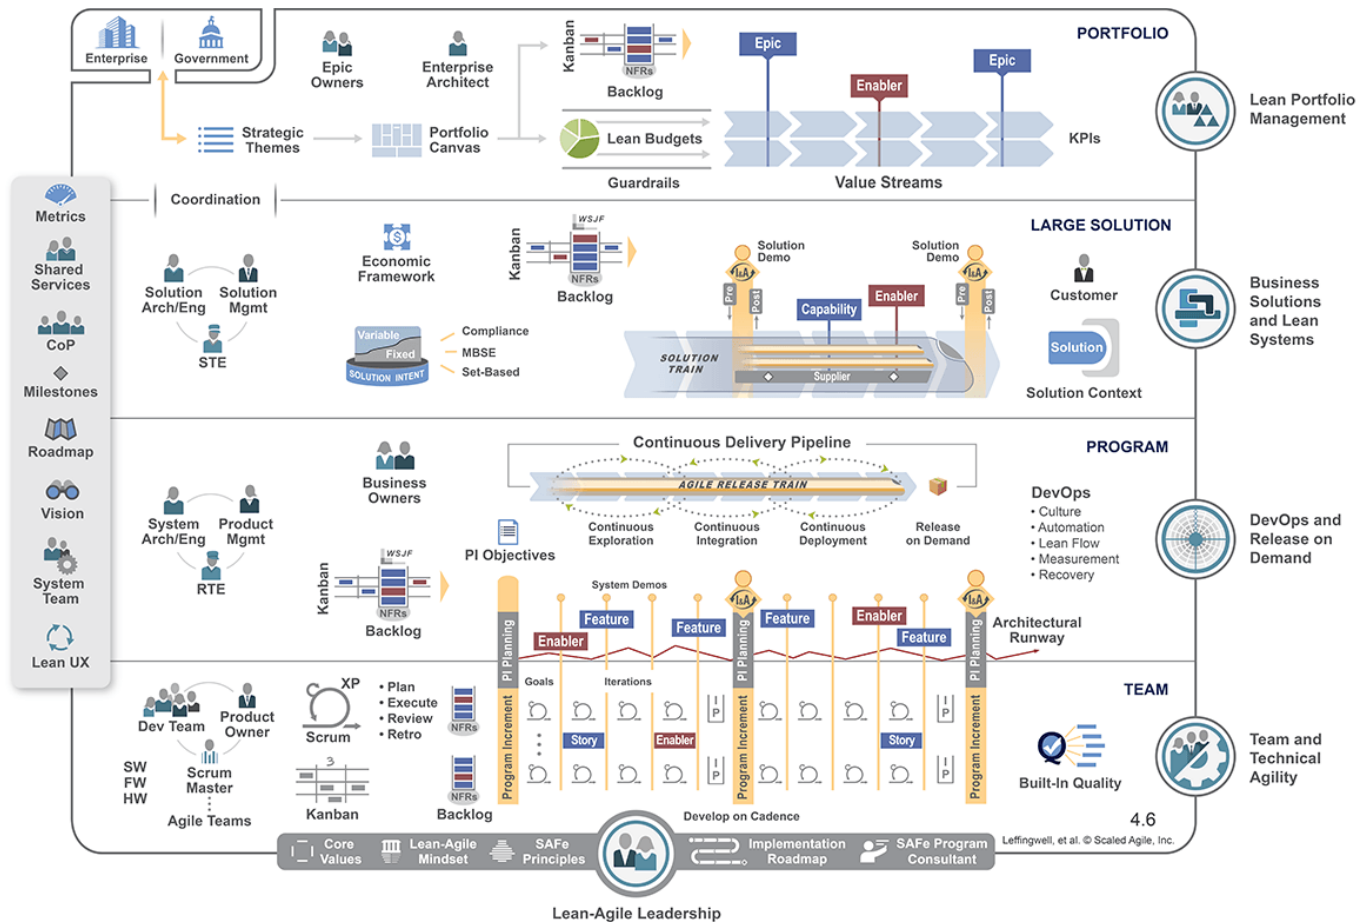 Enterprise
Government
Epic
Owners
Enterprise
Architect
Kanban
NFRs
Backlog
Epic
Enabler
Epic
PORTFOLIO
Lean Portfolio
Management
Strategic
Themes
Portfolio
Canvas
Lean Budgets
Guardrails
Value Streams
KPIs
Metrics
Shared
Services
CoP
Milestones
Roadmap
Vision
System
Team
Lean UX
Coordination
LARGE SOLUTION
Solution
Arch/Eng
Solution
Mgmt
STE
Economic
Framework
Kanban
WSJF
NFRs
Backlog
Variable
Fixed
SOLUTION INTENT
Compliance
MBSE
Set-Based
Solution
Demo
I&A
Pre
Post
Capability
Enabler
Solution
Demo
I&A
Pre
Post
SOLUTION
TRAIN
Supplier
Customer
Solution
Solution Context
Business
Solutions
and Lean
Systems
PROGRAM
Business
Owners
System
Arch/Eng
Product
Mgmt
RTE
Continuous Delivery Pipeline
AGILE RELEASE TRAIN
Continuous
Exploration
Continuous
Integration
Continuous
Deployment
Release
on Demand
DevOps
• Culture
• Automation
• Lean Flow
• Measurement
• Recovery
DevOps and
Release on
Demand
PI Objectives
Kanban
WSJF
NFRs
Backlog
System Demos
I&A
I&A
PI Planning
Enabler
Feature
Feature
PI Planning
Feature
Enabler
Feature
PI Planning
Architectural
Runway
TEAM
Dev Team
Product
Owner
Scrum
Master
SW
FW
HW
Agile Teams
XP
Scrum
• Plan
• Execute
• Review
• Retro
3
Kanban
NFRs
NFRs
Backlog
Program Increment
Goals
Iterations
IP
Story
Enabler
IP
Program Increment
IP
Story
IP
Program Increment
Develop on Cadence
Built-In Quality
Team and
Technical
Agility
4.6
Leffingwell, et al. © Scaled Agile, Inc.
Core
Values
Lean-Agile
Mindset
SAFe
Principles
Implementation
Roadmap
SAFe Program
Consultant
Lean-Agile Leadership